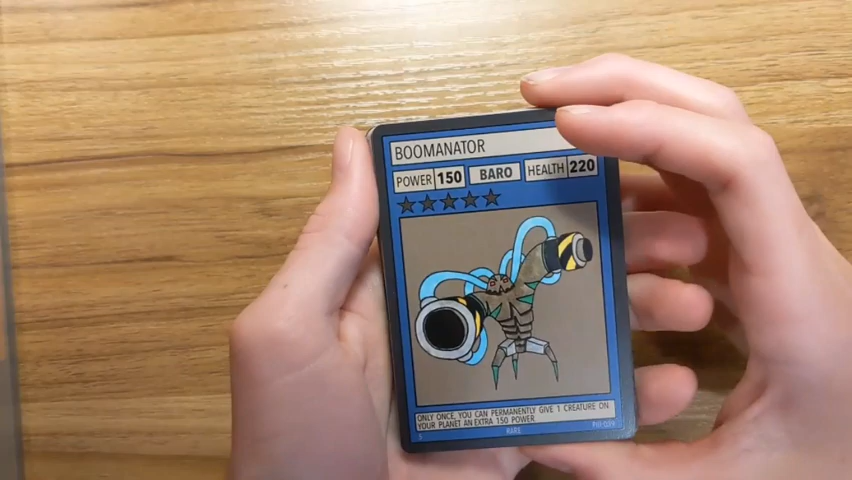 BOOMANATOR
POWER 150 BARO HEALTH 220
ONLY ONCE, YOU CAN PERMANENTLY GIVE 1 CREATURE ON
YOUR PLANET AN EXTRA 150 POWER
RARE